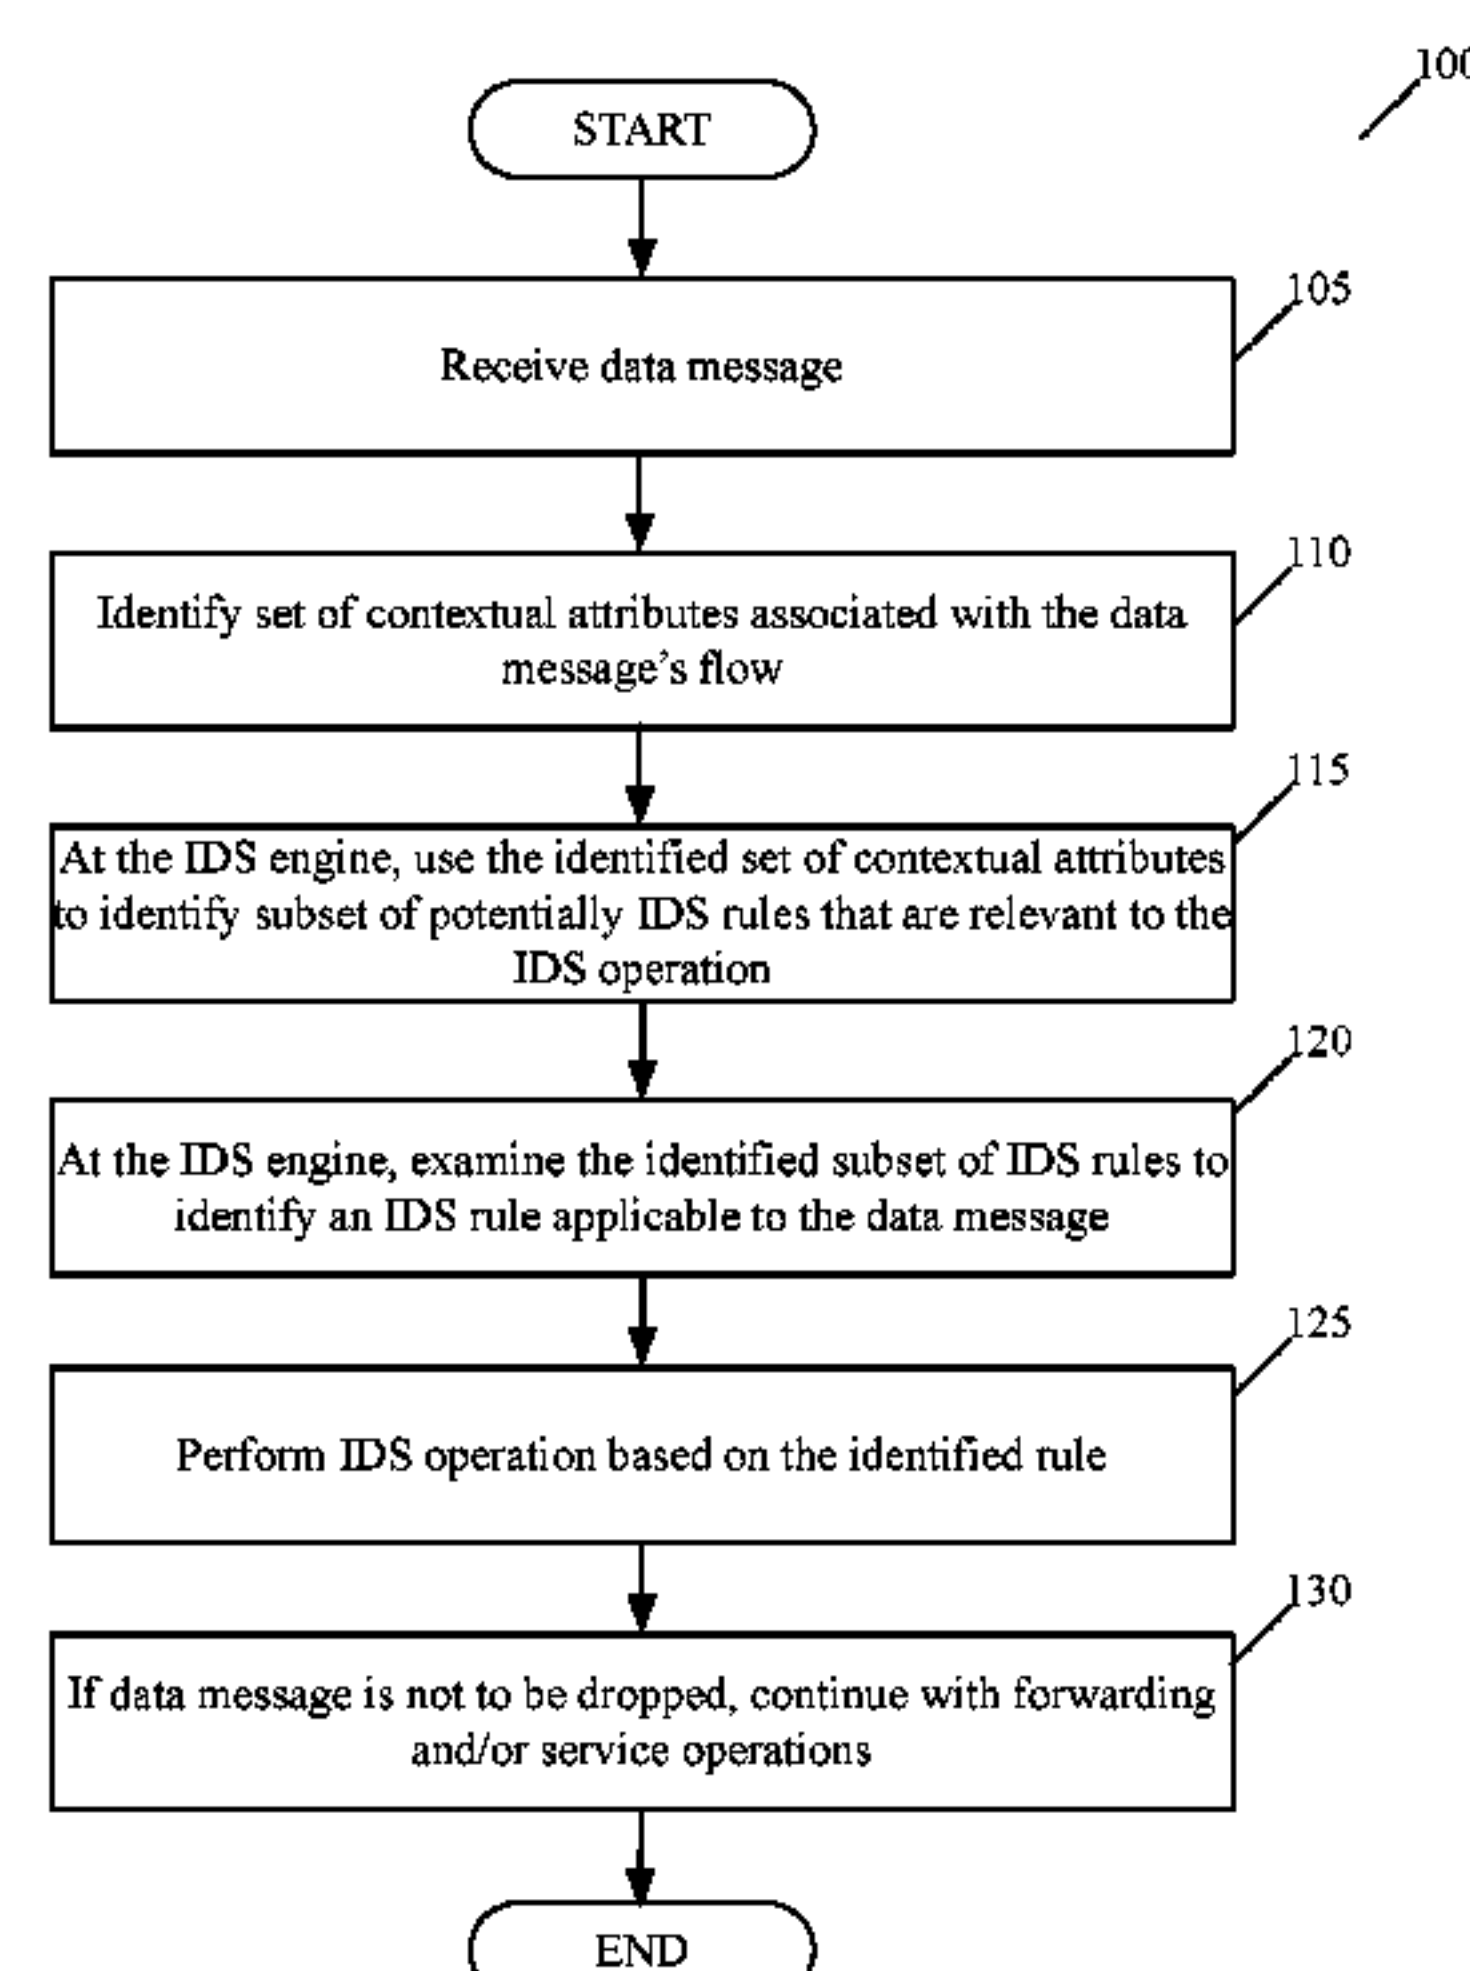 100
START
105
Receive data message
110
Identify set of contextual attributes associated with the data
message's flow
115
At the IDS engine, use the identified set of contextual attributes
to identify subset of potentially IDS rules that are relevant to the
IDS operation
120
At the IDS engine, examine the identified subset of IDS rules to
identify an IDS rule applicable to the data message
125
Perform IDS operation based on the identified rule
130
If data message is not to be dropped, continue with forwarding
and/or service operations
END